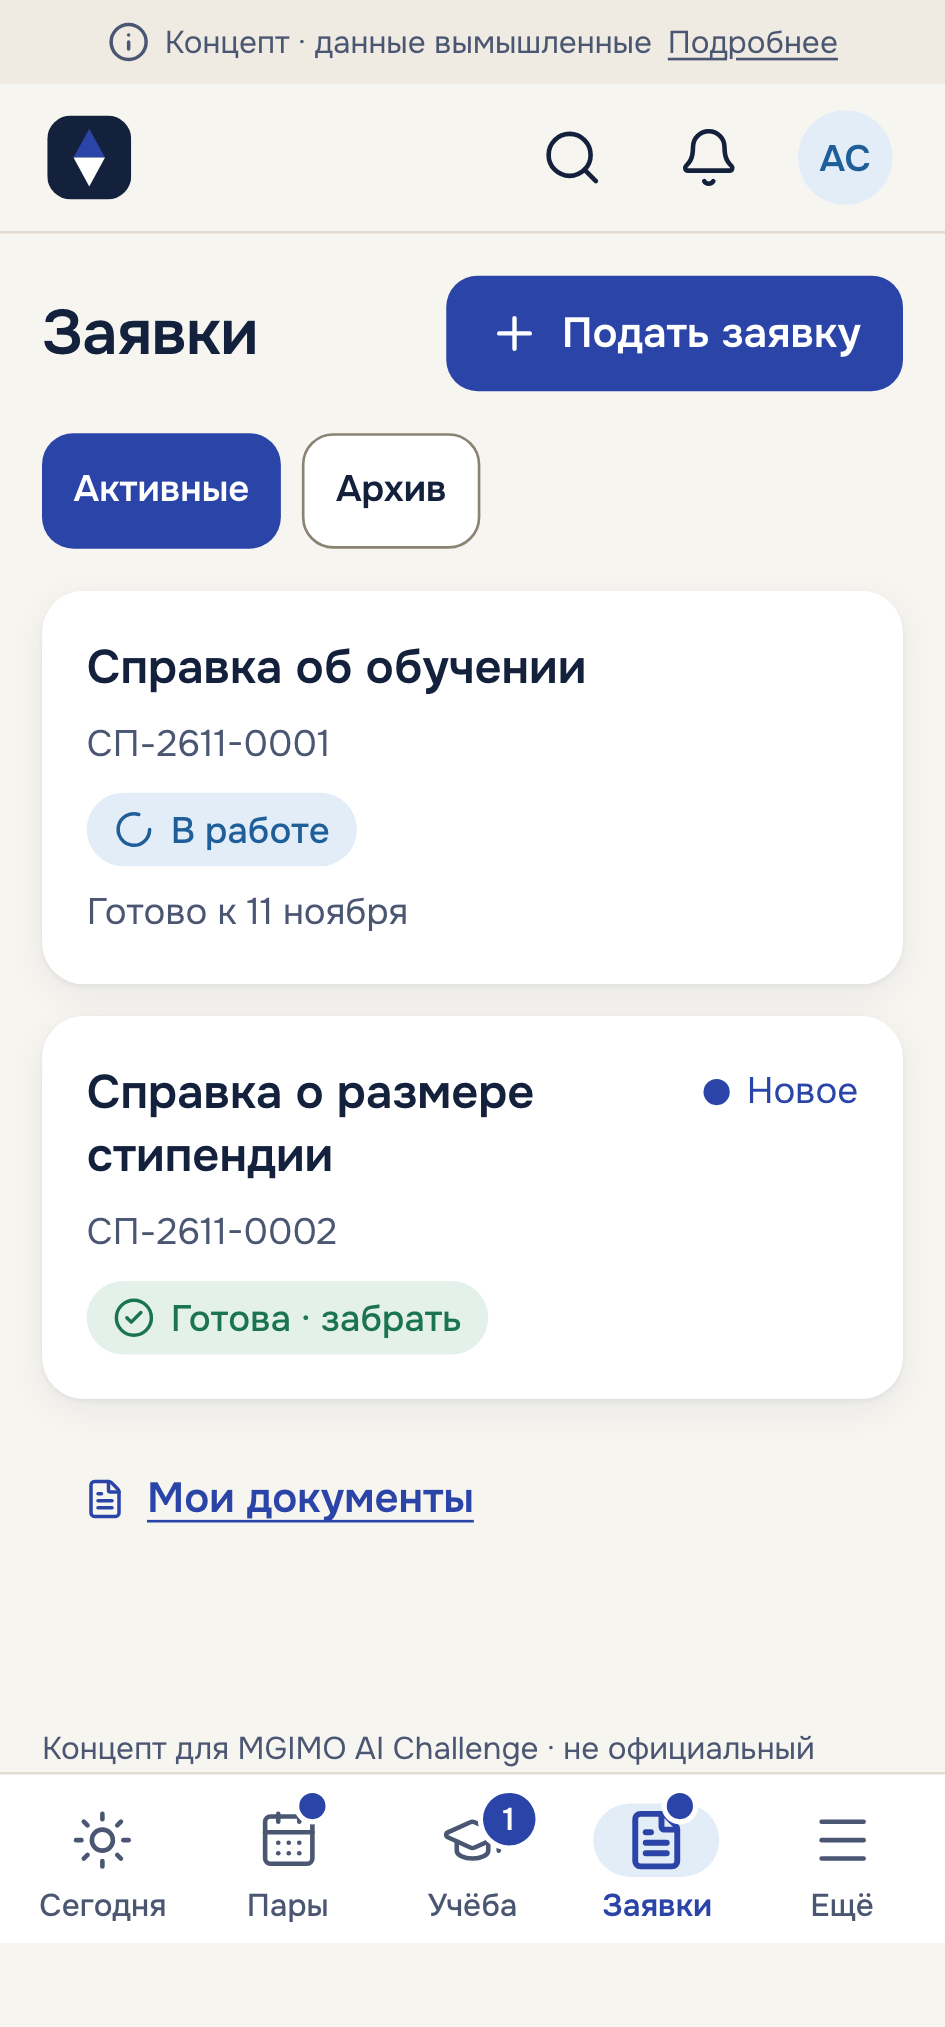 Концепт · данные вымышленные Подробнее
АС
Заявки
Подать заявку
Активные
Архив
Справка об обучении
СП-2611-0001
В работе
Готово к 11 ноября
Справка о размере
стипендии
Новое
СП-2611-0002
Готова · забрать
Мои документы
Концепт для MGIMO AI Challenge · не официальный
1
Сегодня
Пары
Учёба
Заявки
Ещё